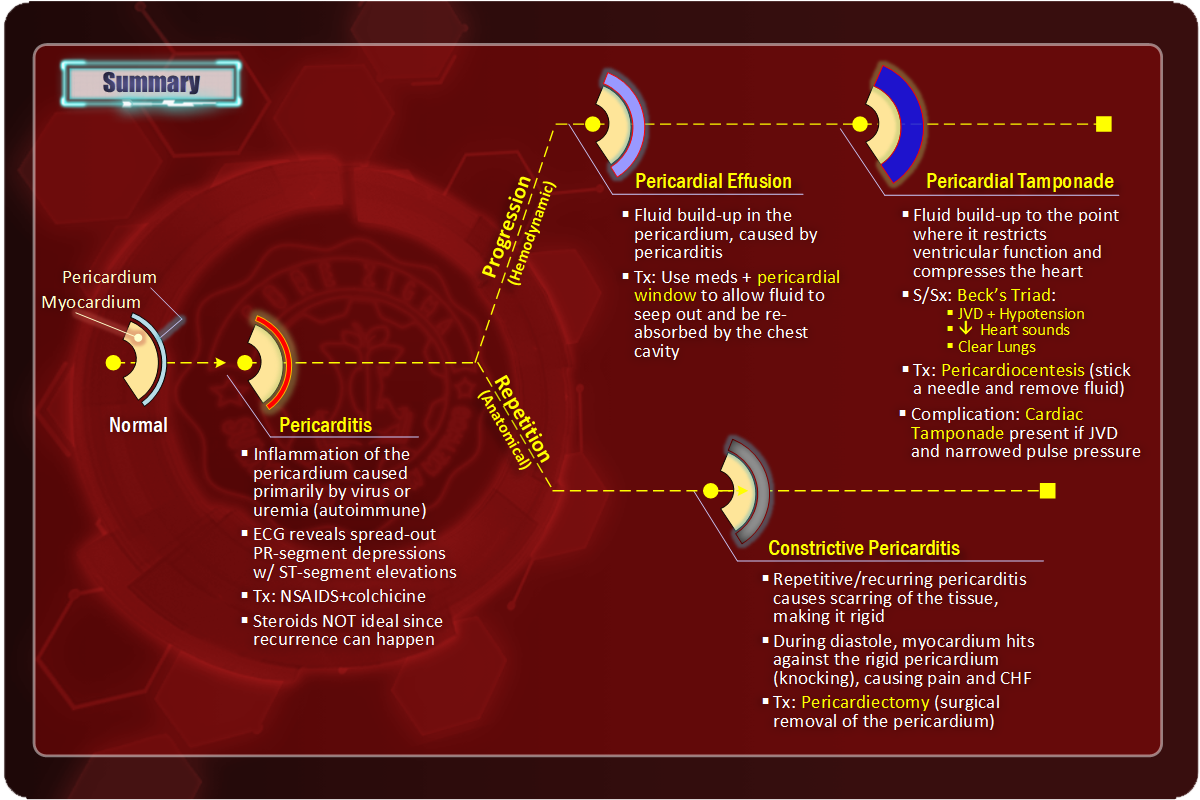 Summary
Pericardium
Myocardium
Normal
Pericarditis
▪ Inflammation of the
pericardium caused
primarily by virus or
uremia (autoimmune)
▪ ECG reveals spread-out
PR-segment depressions
w/ ST-segment elevations
▪ Tx: NSAIDS+colchicine
▪ Steroids NOT ideal since
recurrence can happen
Progression
(Hemodynamic)
Repetition
(Anatomical)
Pericardial Effusion
▪ Fluid build-up in the
pericardium, caused by
pericarditis
▪ Tx: Use meds + pericardial
window to allow fluid to
seep out and be re-
absorbed by the chest
cavity
Pericardial Tamponade
▪ Fluid build-up to the point
where it restricts
ventricular function and
compresses the heart
▪ S/Sx: Beck's Triad:
▪ JVD + Hypotension
▪ ↓ Heart sounds
▪ Clear Lungs
▪ Tx: Pericardiocentesis (stick
a needle and remove fluid)
▪ Complication: Cardiac
Tamponade present if JVD
and narrowed pulse pressure
Constrictive Pericarditis
▪ Repetitive/recurring pericarditis
causes scarring of the tissue,
making it rigid
▪ During diastole, myocardium hits
against the rigid pericardium
(knocking), causing pain and CHF
▪ Tx: Pericardiectomy (surgical
removal of the pericardium)